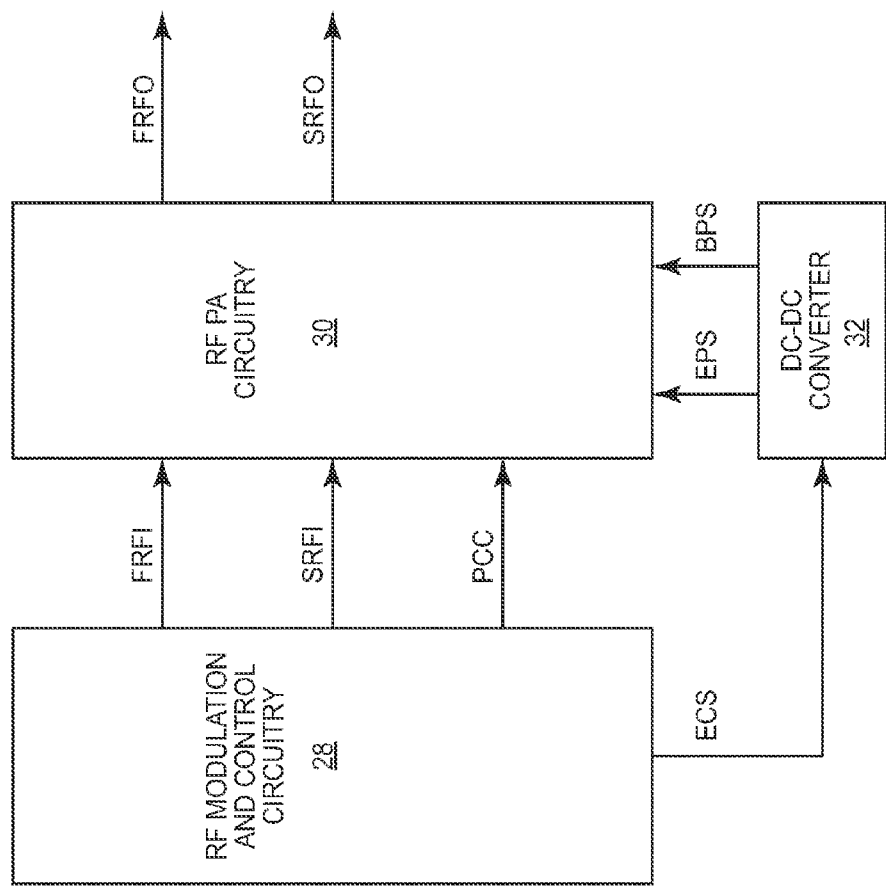 FRFO
SRFO
RF PA
CIRCUITRY
30
EPS
BPS
DC-DC
CONVERTER
32
FRFI
SRFI
PCC
RF MODULATION
AND CONTROL
CIRCUITRY
28
ECS